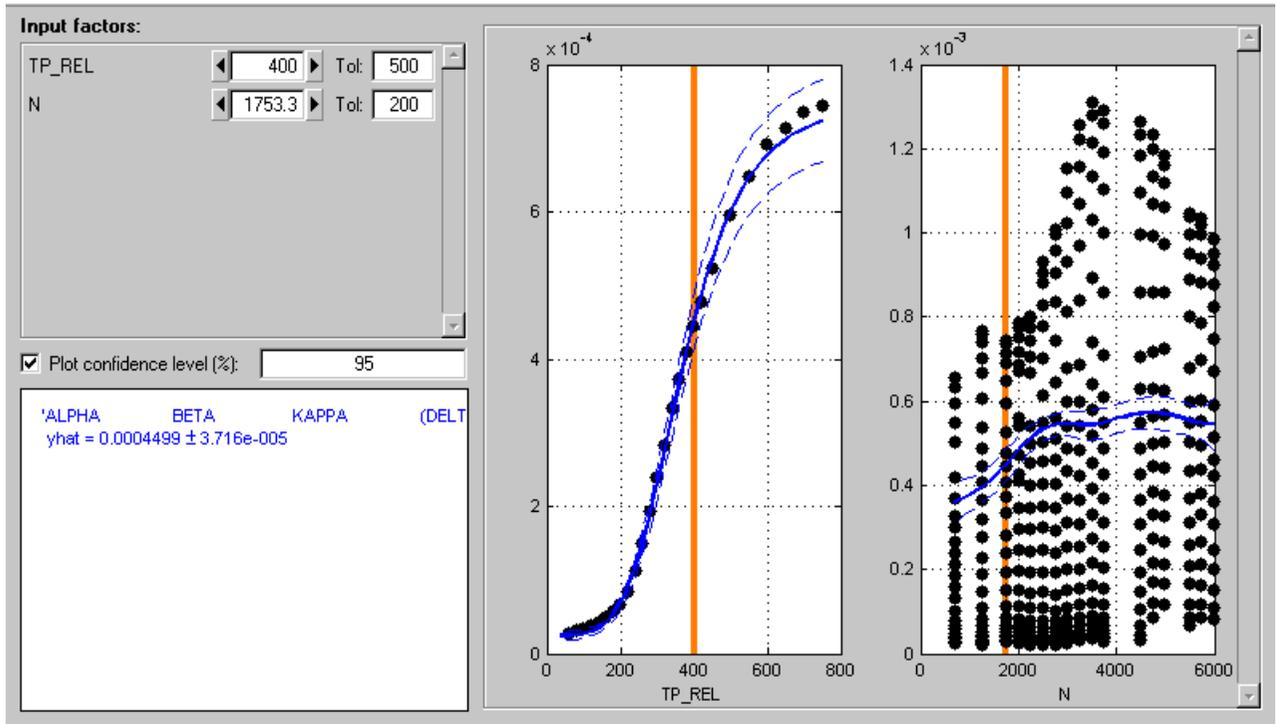 Input factors:
TP_REL 400 Tol: 500
N 1753.3 Tol: 200
Plot confidence level (%): 95
'ALPHA BETA KAPPA (DELT
yhat = 0.0004499 ± 3.716e-005
x 10^-4
8
6
4
2
0
0 200 400 600 800
TP_REL
x 10^-3
1.4
1.2
1
0.8
0.6
0.4
0.2
0
0 2000 4000 6000
N